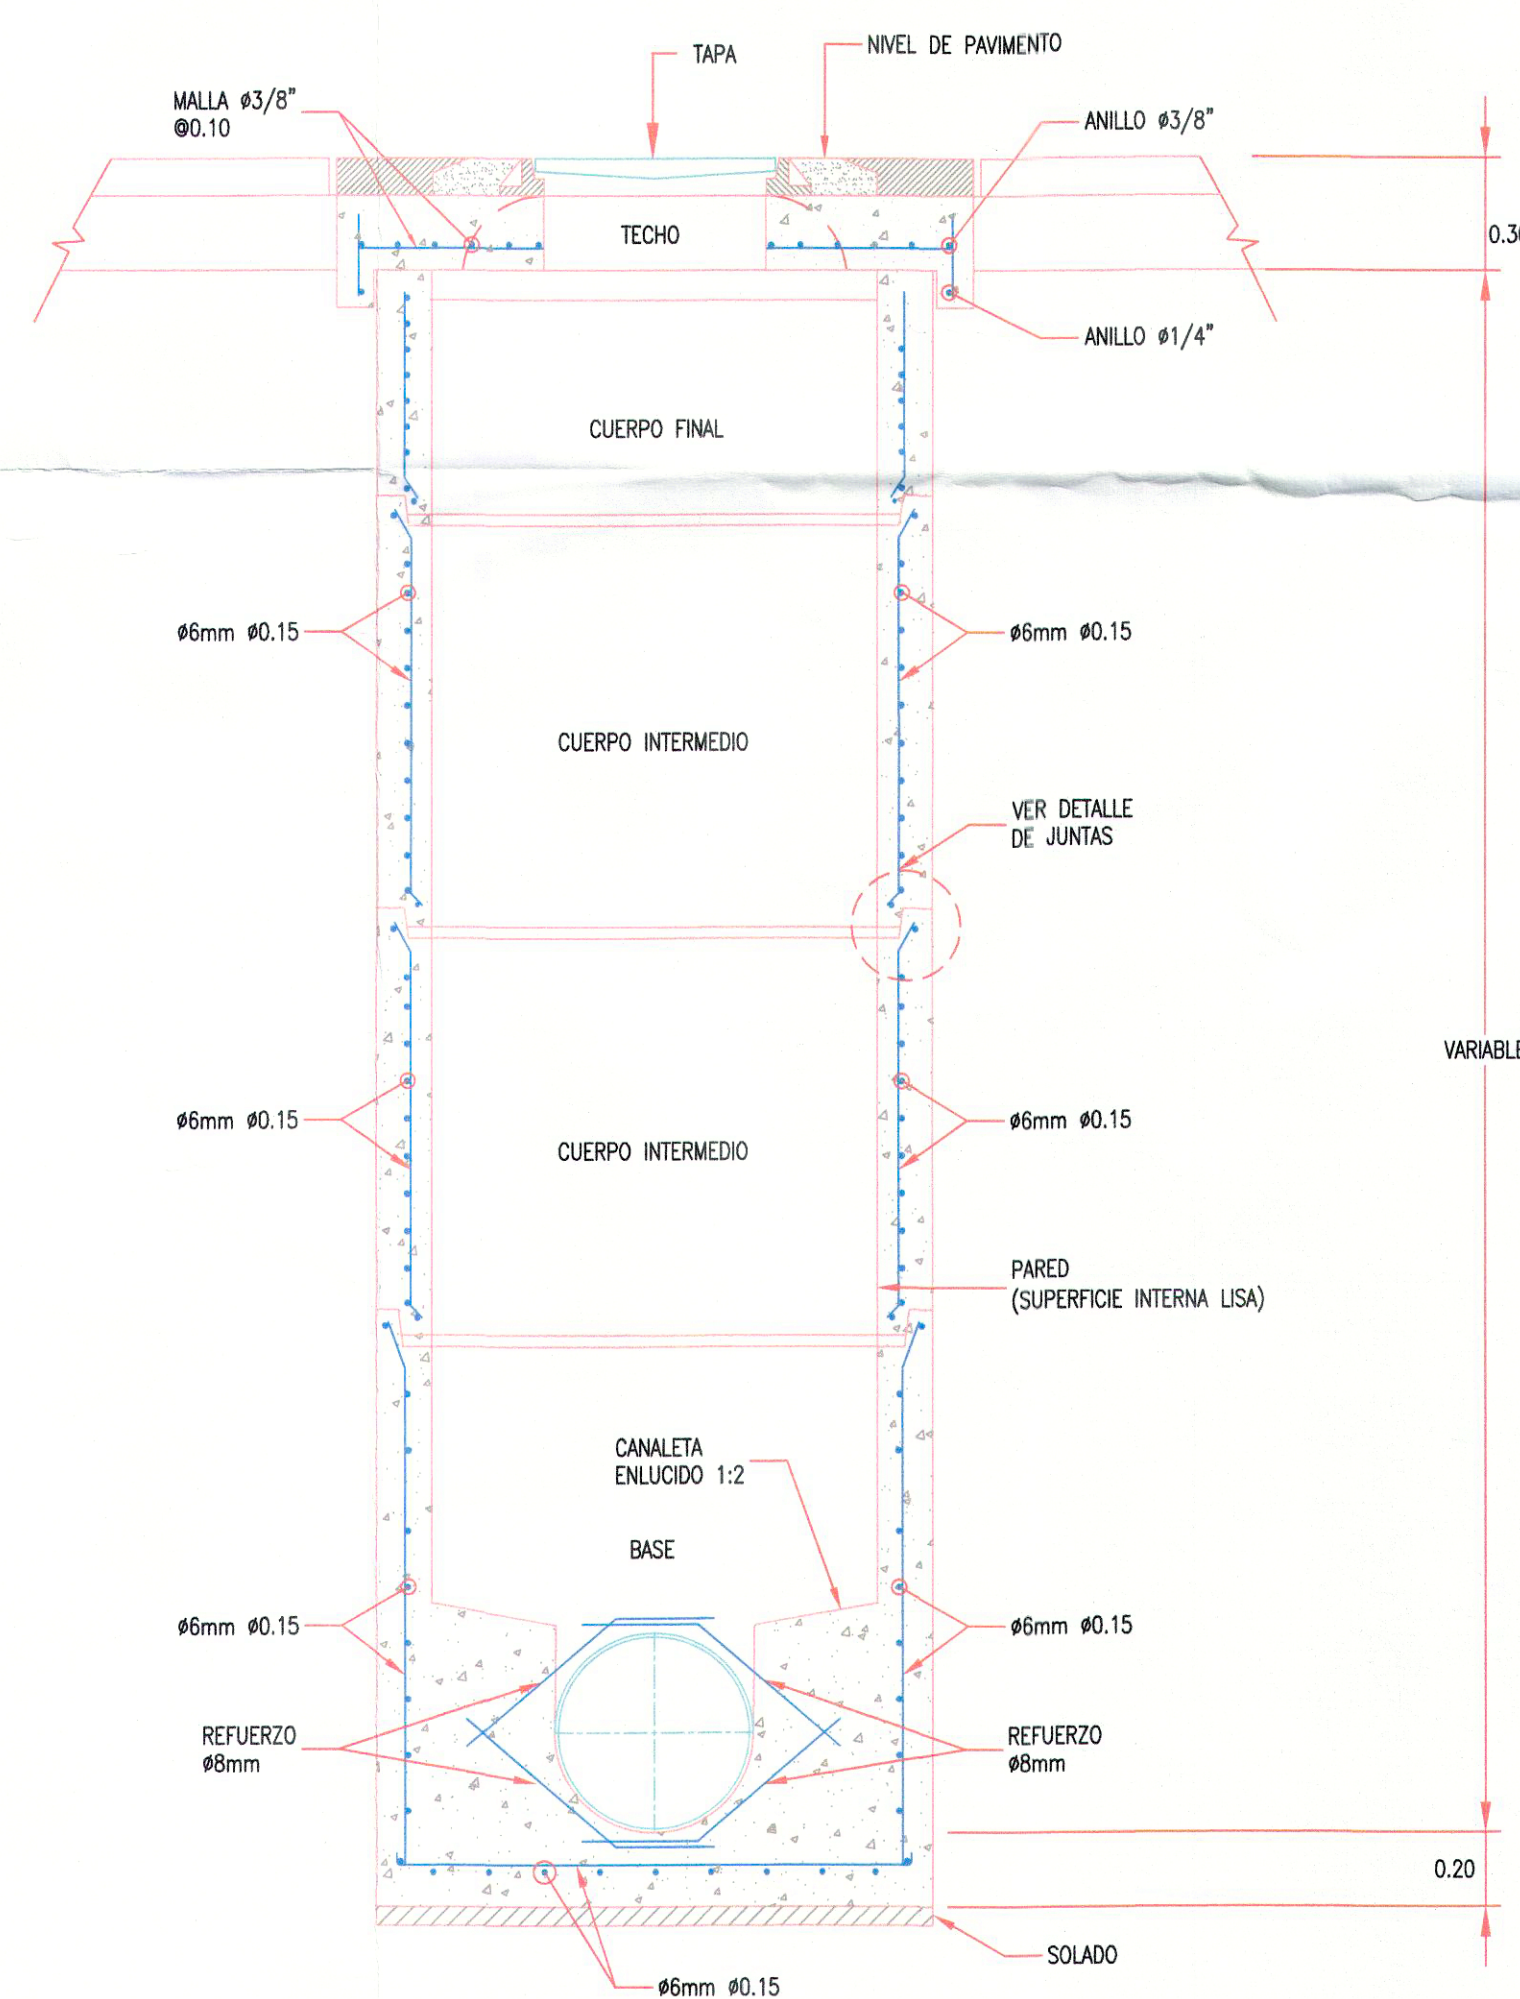 TAPA
NIVEL DE PAVIMENTO
MALLA ø3/8"
@0.10
ANILLO ø3/8"
TECHO
ANILLO ø1/4"
CUERPO FINAL
ø6mm ø0.15
ø6mm ø0.15
CUERPO INTERMEDIO
VER DETALLE
DE JUNTAS
VARIABLE
ø6mm ø0.15
ø6mm ø0.15
CUERPO INTERMEDIO
PARED
(SUPERFICIE INTERNA LISA)
CANALETA
ENLUCIDO 1:2
BASE
ø6mm ø0.15
ø6mm ø0.15
REFUERZO
ø8mm
REFUERZO
ø8mm
0.20
SOLADO
ø6mm ø0.15